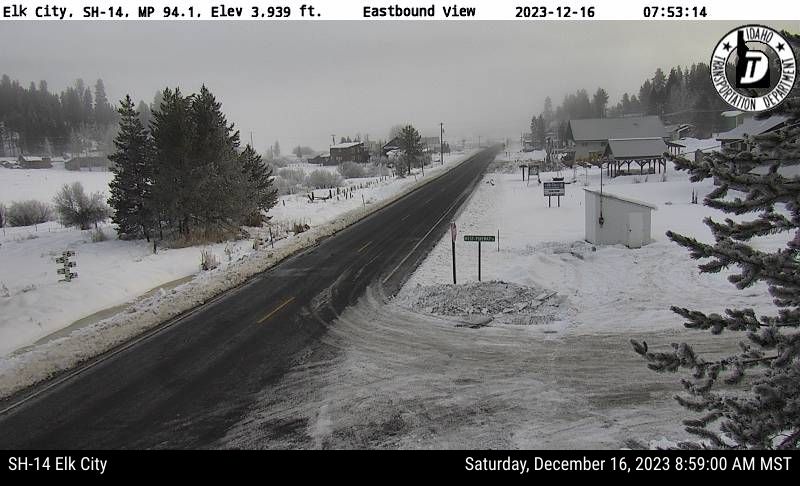 Elk City, SH-14, MP 94.1, Elev 3,939 ft. Eastbound View 2023-12-16 07:53:14
IDAHO
TRANSPORTATION DEPARTMENT
SH-14 Elk City
Saturday, December 16, 2023 8:59:00 AM MST